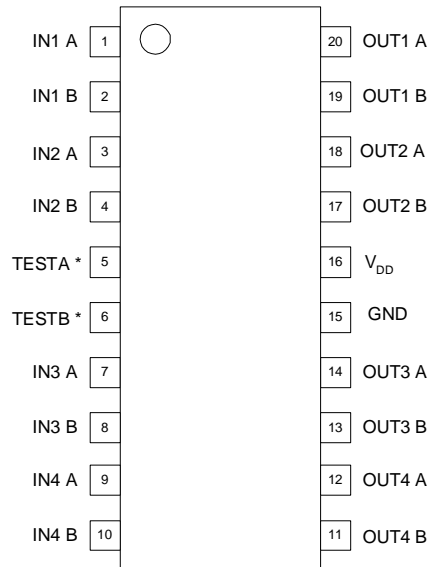 IN1 A 1 20 OUT1 A
IN1 B 2 19 OUT1 B
IN2 A 3 18 OUT2 A
IN2 B 4 17 OUT2 B
TESTA * 5 16 VDD
TESTB * 6 15 GND
IN3 A 7 14 OUT3 A
IN3 B 8 13 OUT3 B
IN4 A 9 12 OUT4 A
IN4 B 10 11 OUT4 B